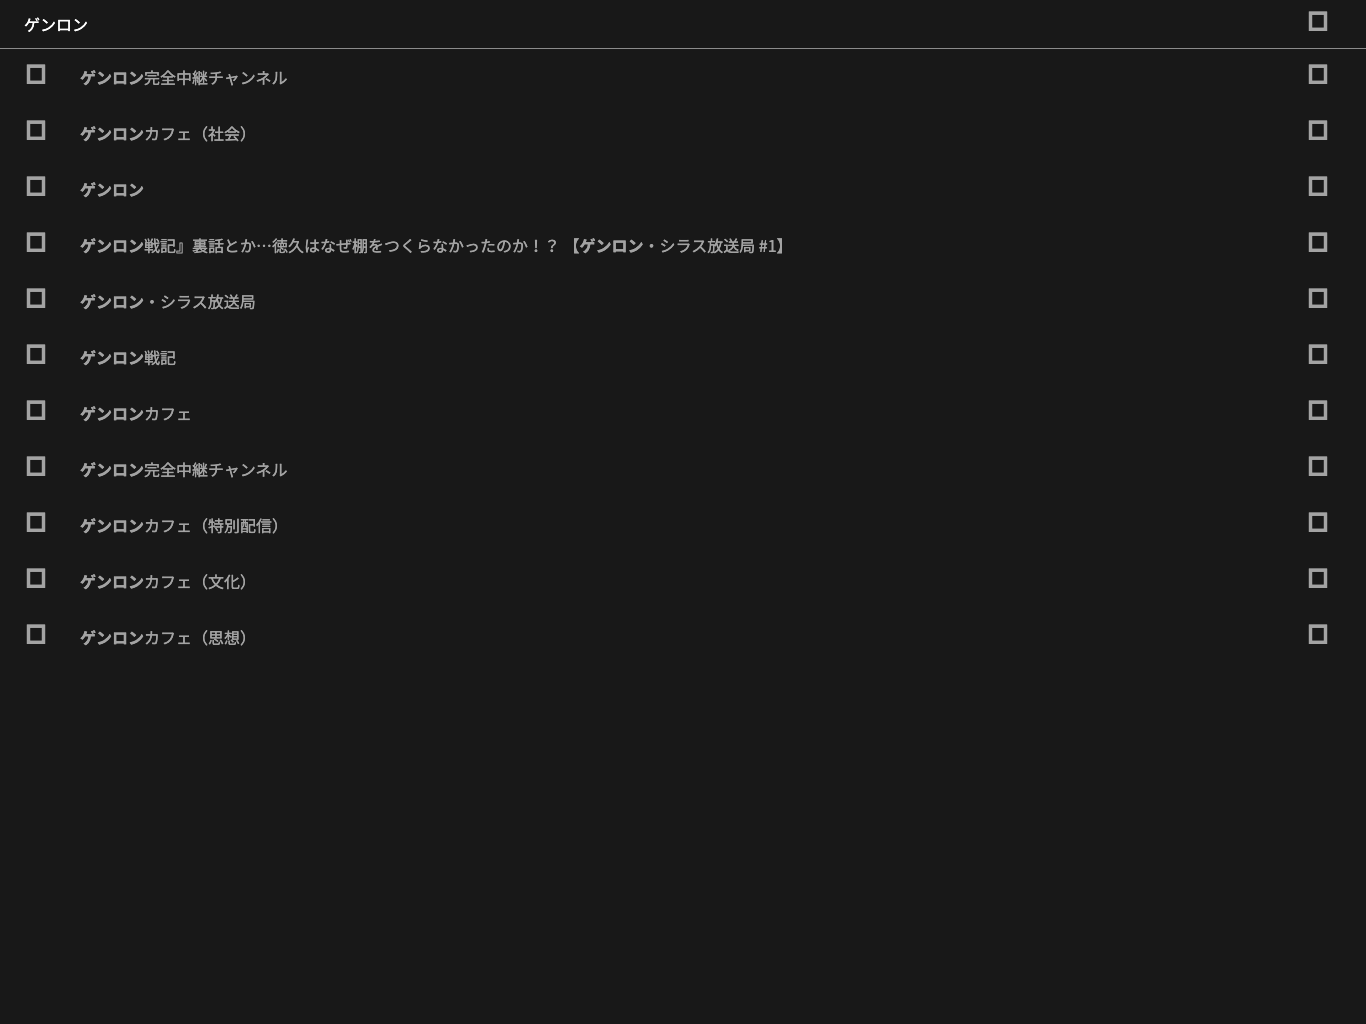 ゲンロン
ゲンロン完全中継チャンネル
ゲンロンカフェ（社会）
ゲンロン
ゲンロン戦記』裏話とか…徳久はなぜ棚をつくらなかったのか！？ 【ゲンロン・シラス放送局 #1】
ゲンロン・シラス放送局
ゲンロン戦記
ゲンロンカフェ
ゲンロン完全中継チャンネル
ゲンロンカフェ（特別配信）
ゲンロンカフェ（文化）
ゲンロンカフェ（思想）